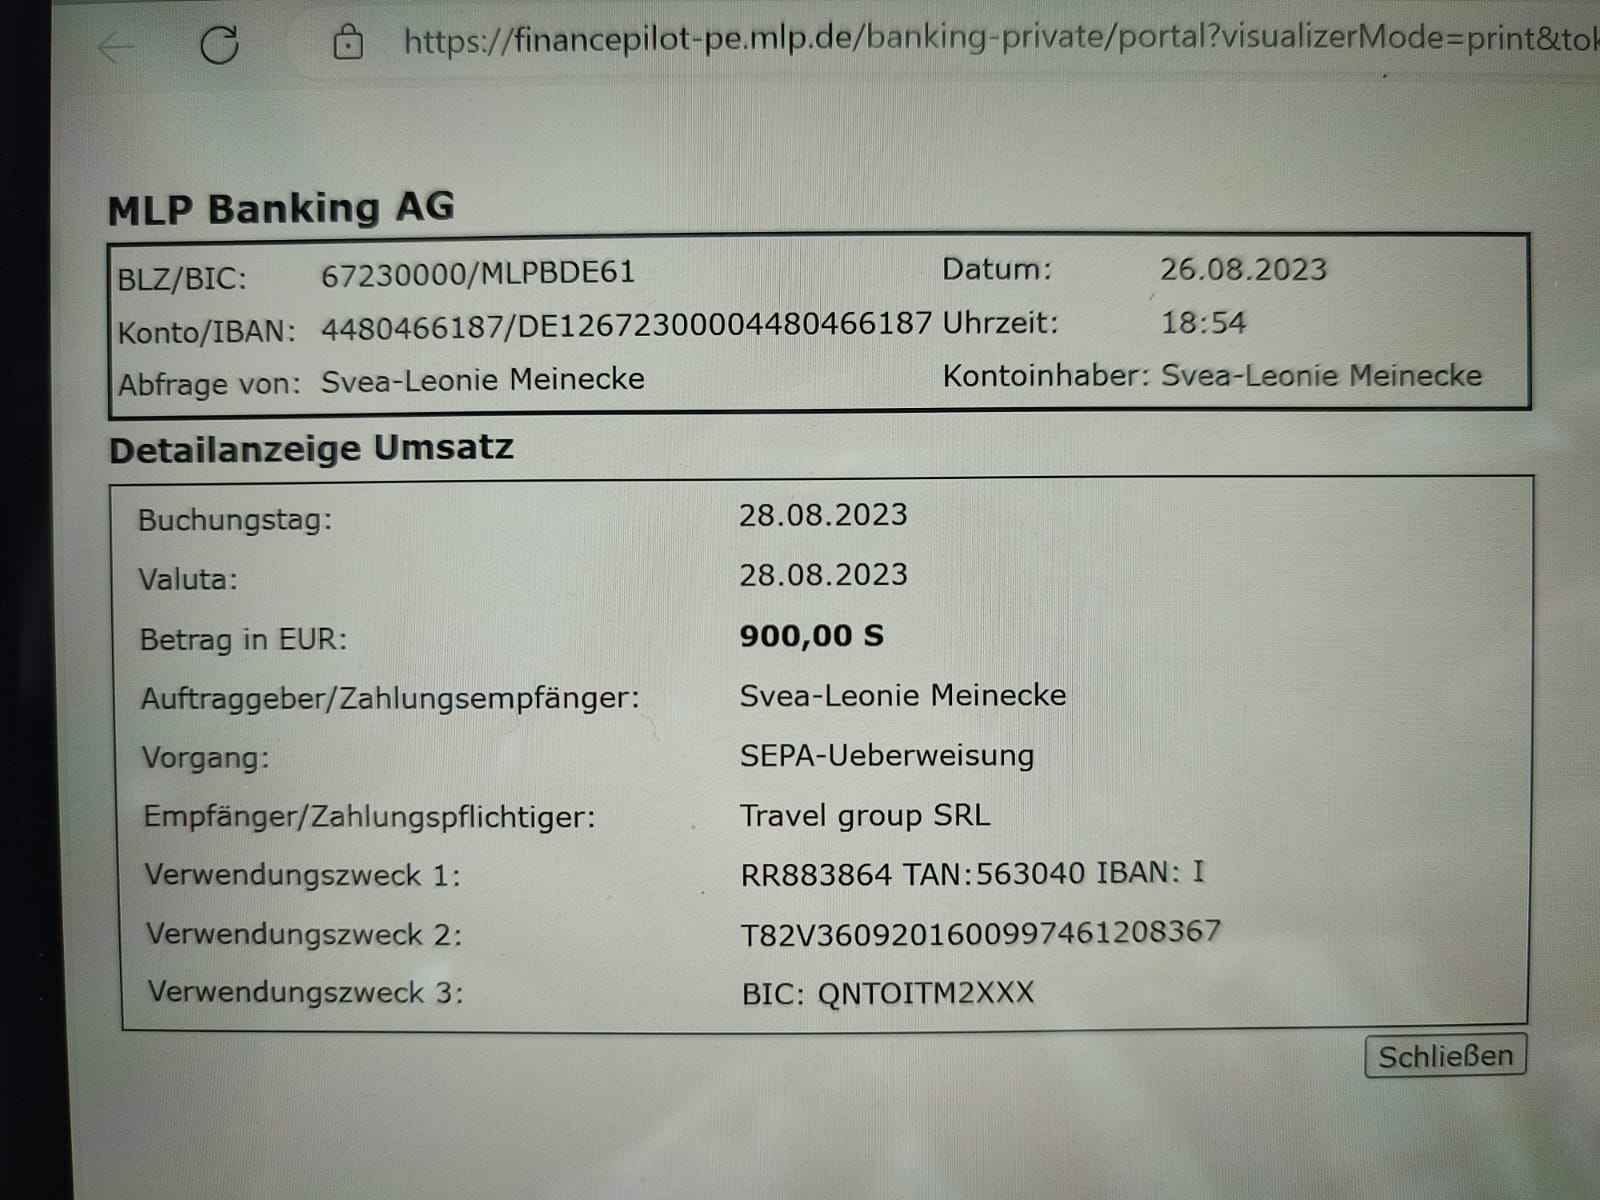 https://financepilot-pe.mlp.de/banking-private/portal?visualizerMode=print&tok
MLP Banking AG
BLZ/BIC: 67230000/MLPBDE61 Datum: 26.08.2023
Konto/IBAN: 4480466187/DE12672300004480466187 Uhrzeit: 18:54
Abfrage von: Svea-Leonie Meinecke Kontoinhaber: Svea-Leonie Meinecke
Detailanzeige Umsatz
Buchungstag: 28.08.2023
Valuta: 28.08.2023
Betrag in EUR: 900,00 S
Auftraggeber/Zahlungsempfänger: Svea-Leonie Meinecke
Vorgang: SEPA-Ueberweisung
Empfänger/Zahlungspflichtiger: Travel group SRL
Verwendungszweck 1: RR883864 TAN:563040 IBAN: I
Verwendungszweck 2: T82V3609201600997461208367
Verwendungszweck 3: BIC: QNTOITM2XXX
Schließen